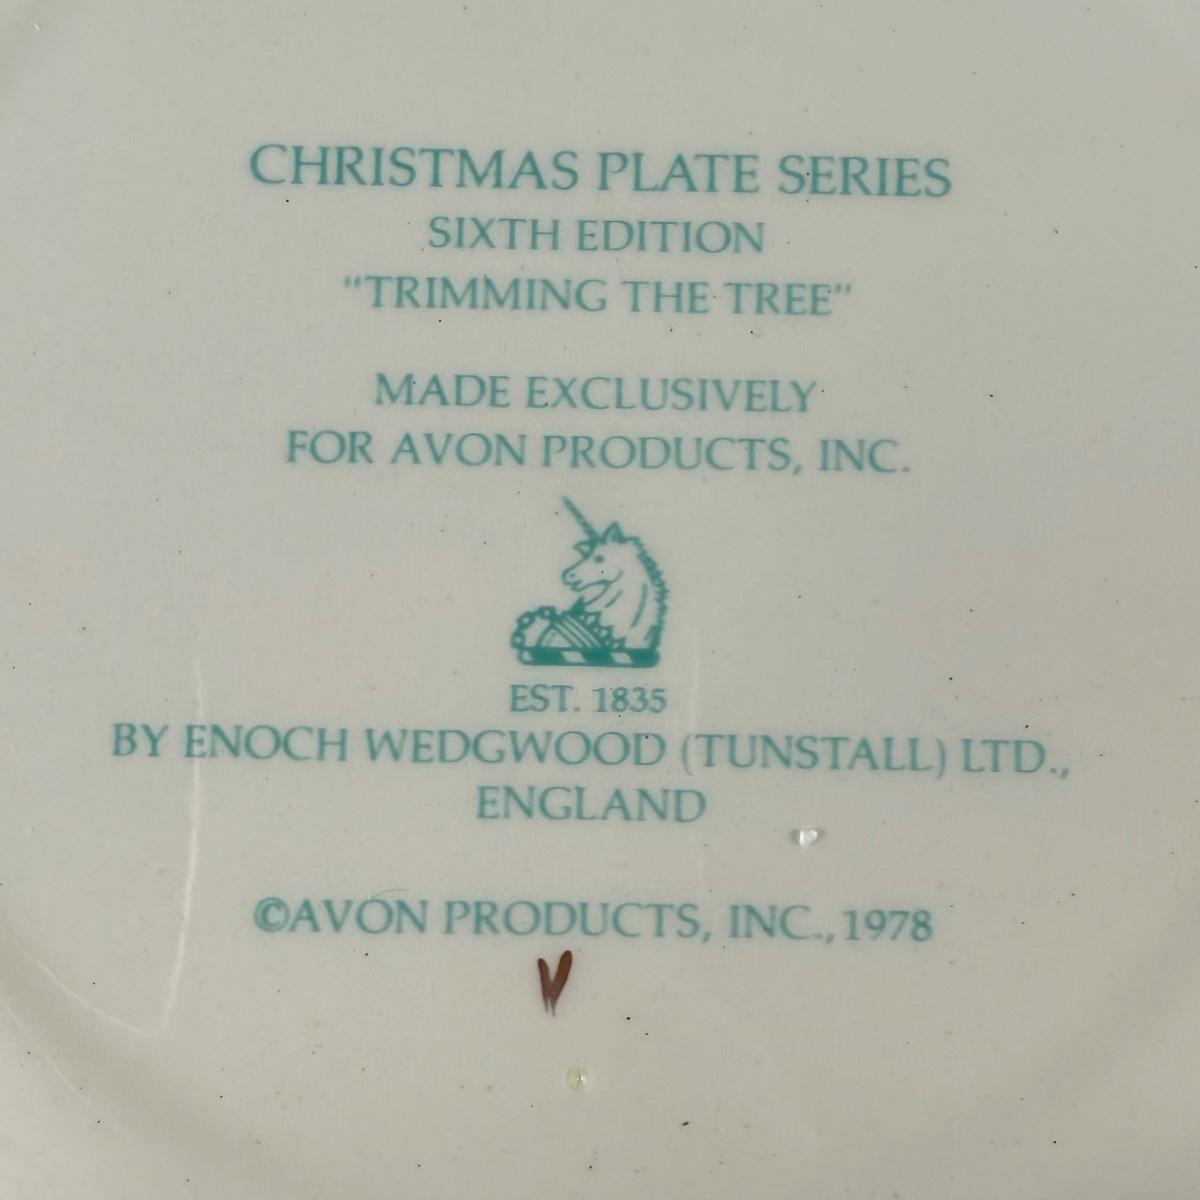 CHRISTMAS PLATE SERIES
SIXTH EDITION
"TRIMMING THE TREE"
MADE EXCLUSIVELY
FOR AVON PRODUCTS, INC.
EST. 1835
BY ENOCH WEDGWOOD (TUNSTALL) LTD.,
ENGLAND
©AVON PRODUCTS, INC., 1978
V